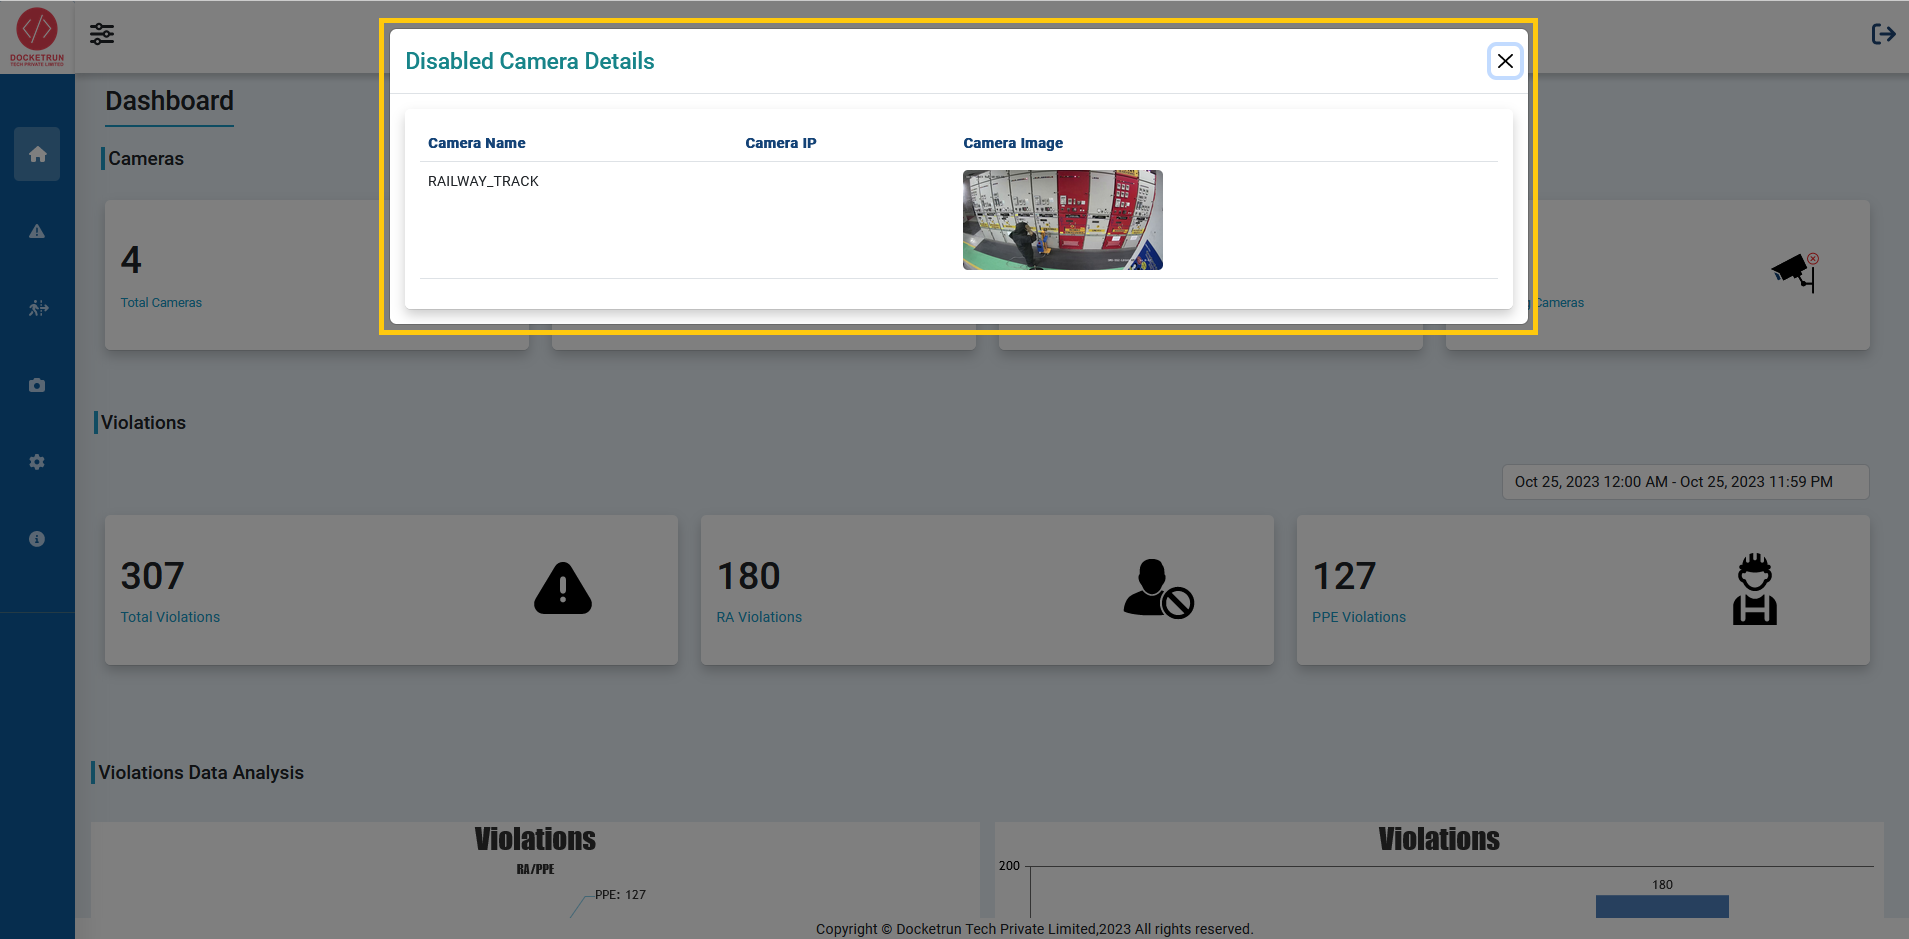 DOCKETRUN
TECH PRIVATE LIMITED
Disabled Camera Details
Camera Name
Camera IP
Camera Image
RAILWAY_TRACK
Dashboard
Cameras
4
Total Cameras
Cameras
Violations
Oct 25, 2023 12:00 AM - Oct 25, 2023 11:59 PM
307
Total Violations
180
RA Violations
127
PPE Violations
Violations Data Analysis
Violations
RA/PPE
PPE: 127
Violations
200
180
Copyright © Docketrun Tech Private Limited,2023 All rights reserved.